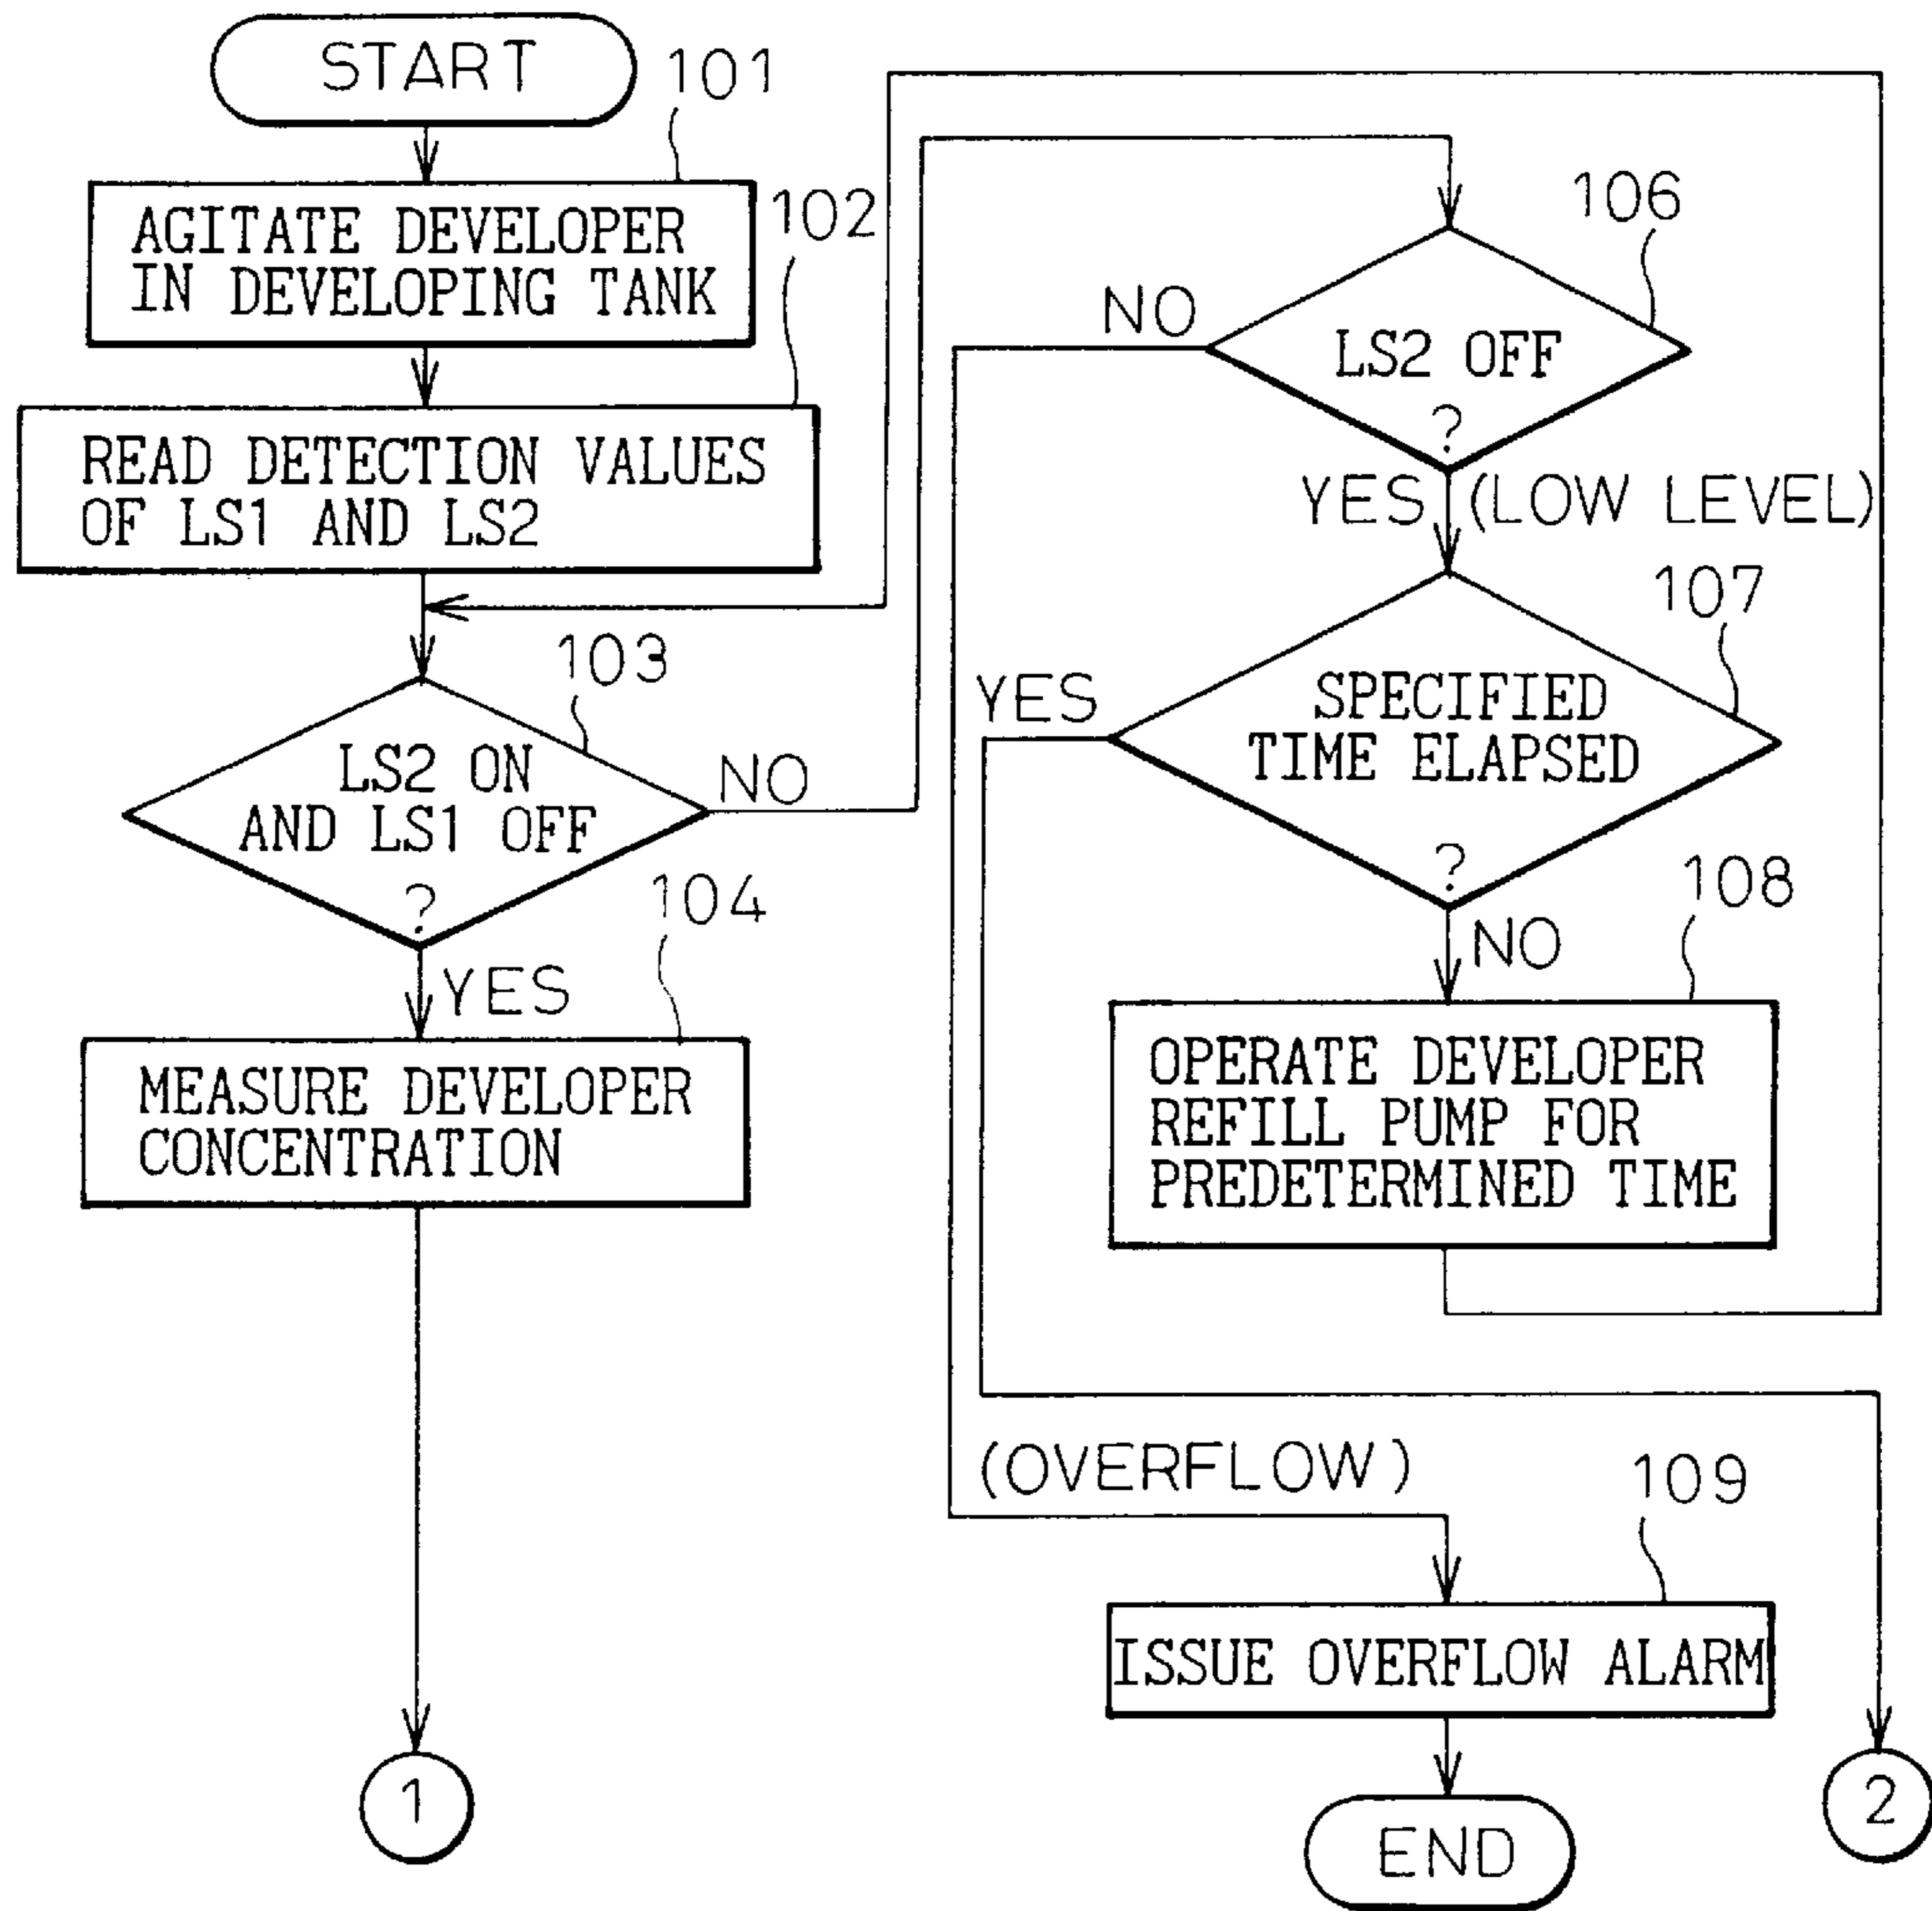 START
101
AGITATE DEVELOPER
IN DEVELOPING TANK
102
READ DETECTION VALUES
OF LS1 AND LS2
103
LS2 ON
AND LS1 OFF
?
NO
YES
104
MEASURE DEVELOPER
CONCENTRATION
1
106
LS2 OFF
?
NO
YES (LOW LEVEL)
107
SPECIFIED
TIME ELAPSED
?
YES
NO
108
OPERATE DEVELOPER
REFILL PUMP FOR
PREDETERMINED TIME
(OVERFLOW)
109
ISSUE OVERFLOW ALARM
END
2